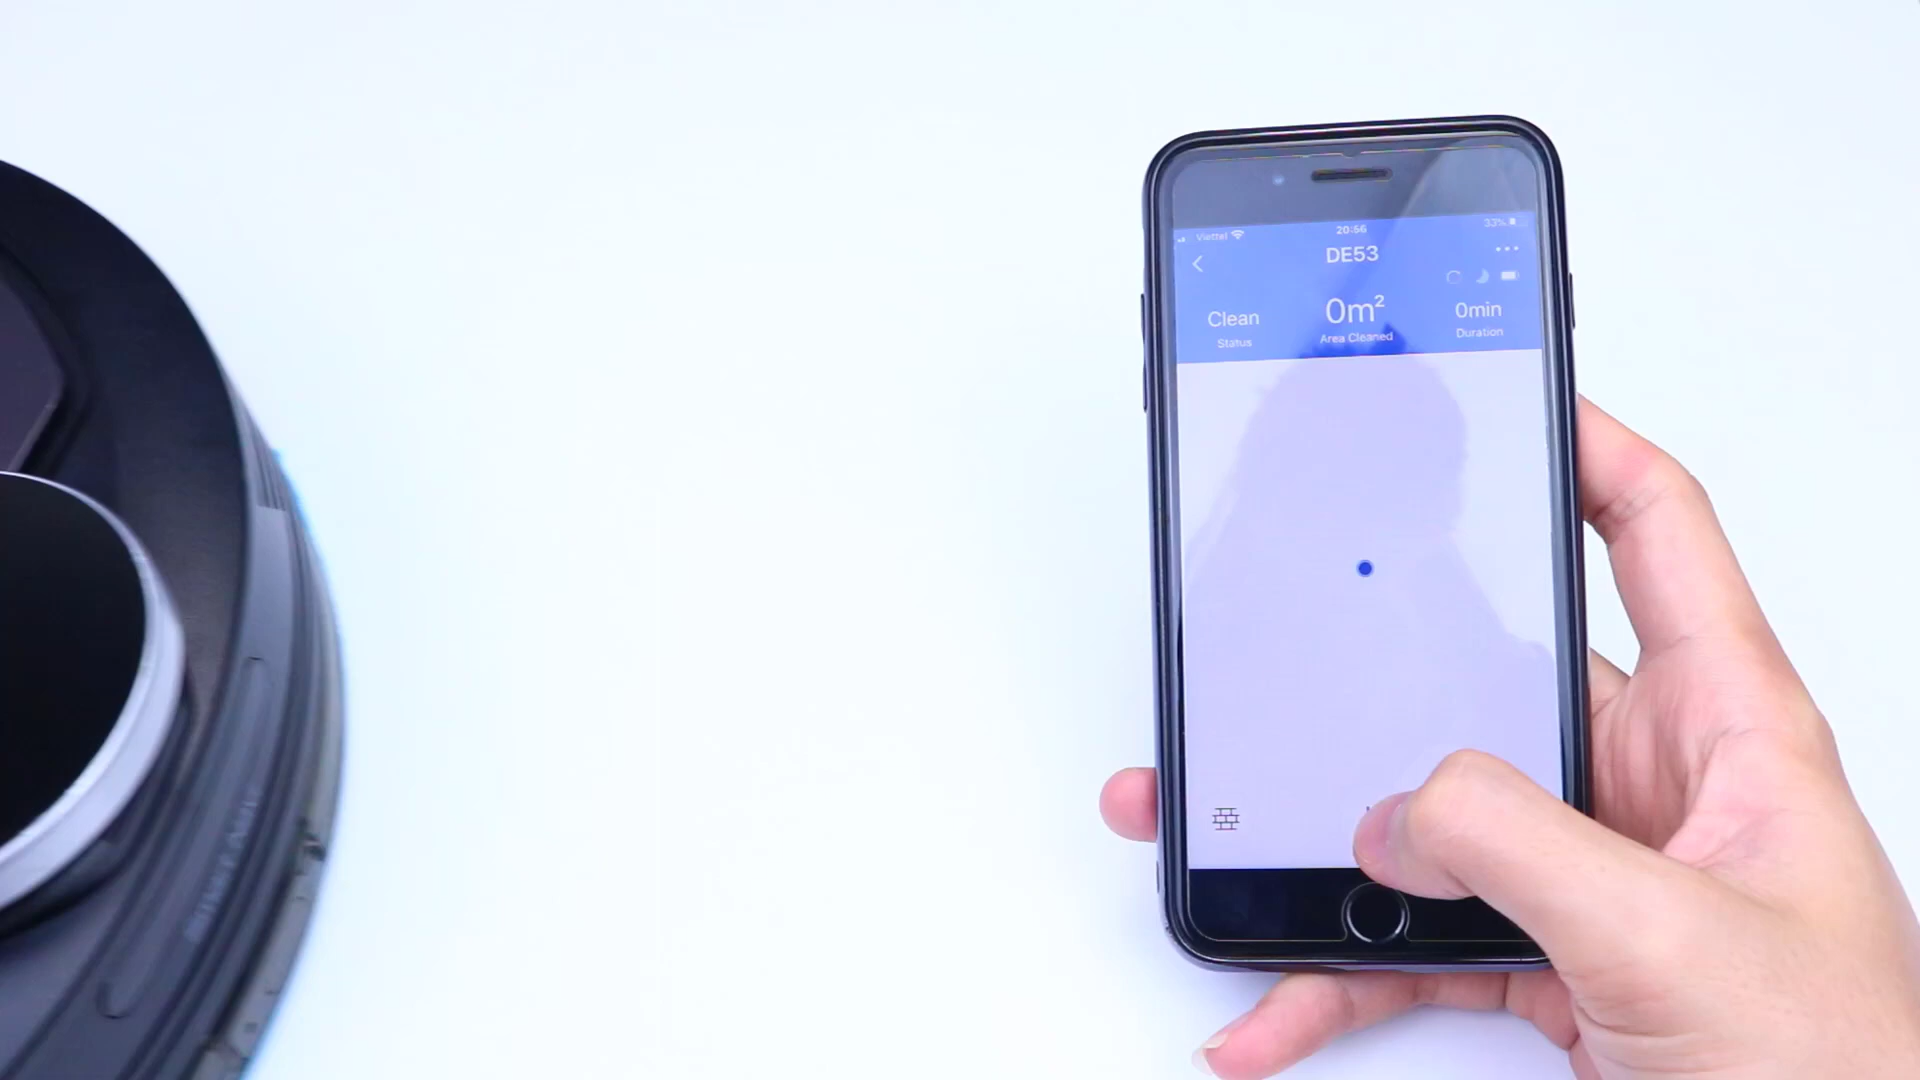 Viettel 20:56 33%
DE53
Clean 0m² 0min
Status Area Cleaned Duration